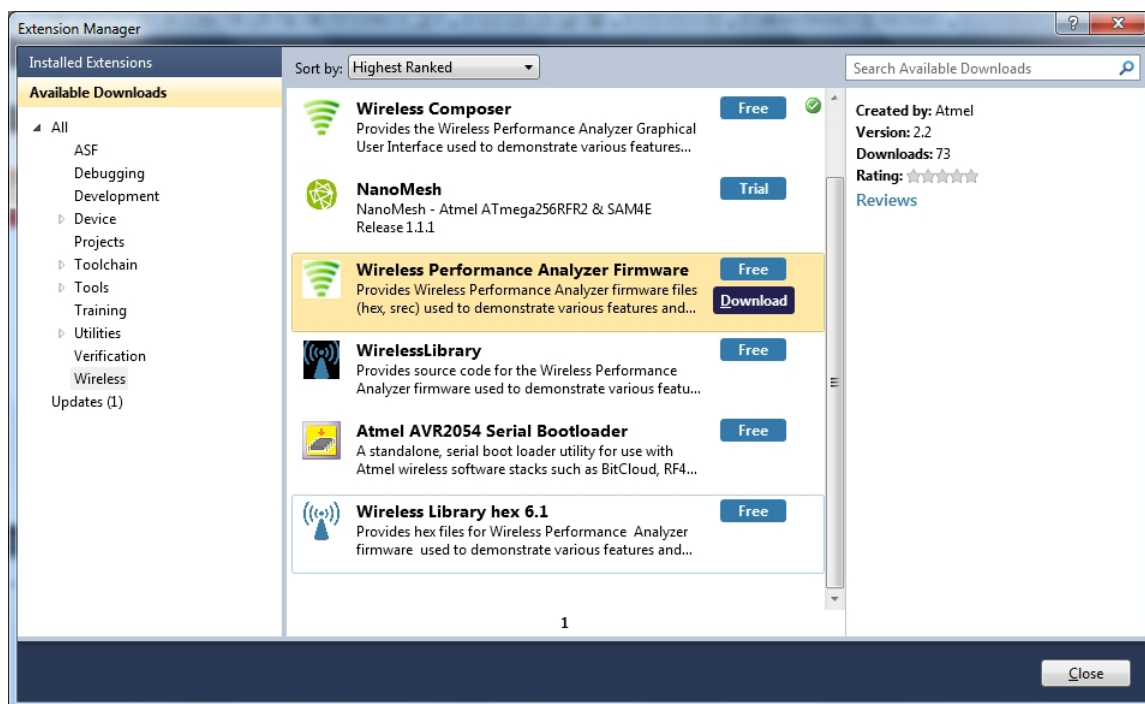 Extension Manager
Installed Extensions
Available Downloads
All
ASF
Debugging
Development
Device
Projects
Toolchain
Tools
Training
Utilities
Verification
Wireless
Updates (1)
Sort by: Highest Ranked
Wireless Composer
Free
Provides the Wireless Performance Analyzer Graphical
User Interface used to demonstrate various features...
NanoMesh
Trial
NanoMesh - Atmel ATmega256RFR2 & SAM4E
Release 1.1.1
Wireless Performance Analyzer Firmware
Free
Provides Wireless Performance Analyzer firmware files
(hex, srec) used to demonstrate various features and...
Download
WirelessLibrary
Free
Provides source code for the Wireless Performance
Analyzer firmware used to demonstrate various featu...
Atmel AVR2054 Serial Bootloader
Free
A standalone, serial boot loader utility for use with
Atmel wireless software stacks such as BitCloud, RF4...
Wireless Library hex 6.1
Free
Provides hex files for Wireless Performance Analyzer
firmware used to demonstrate various features and...
1
Search Available Downloads
Created by: Atmel
Version: 2.2
Downloads: 73
Rating:
Reviews
Close